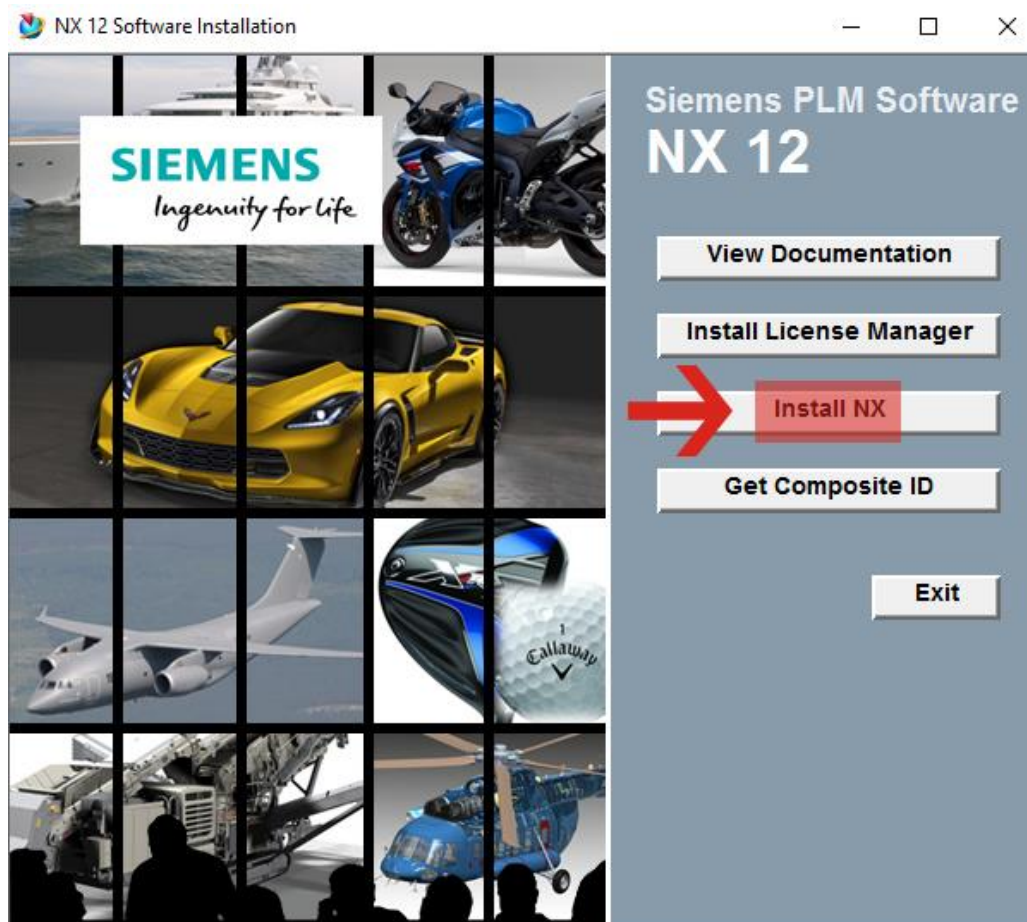 NX 12 Software Installation
SIEMENS
Ingenuity for life
Siemens PLM Software
NX 12
View Documentation
Install License Manager
Install NX
Get Composite ID
Exit
1
Callaway